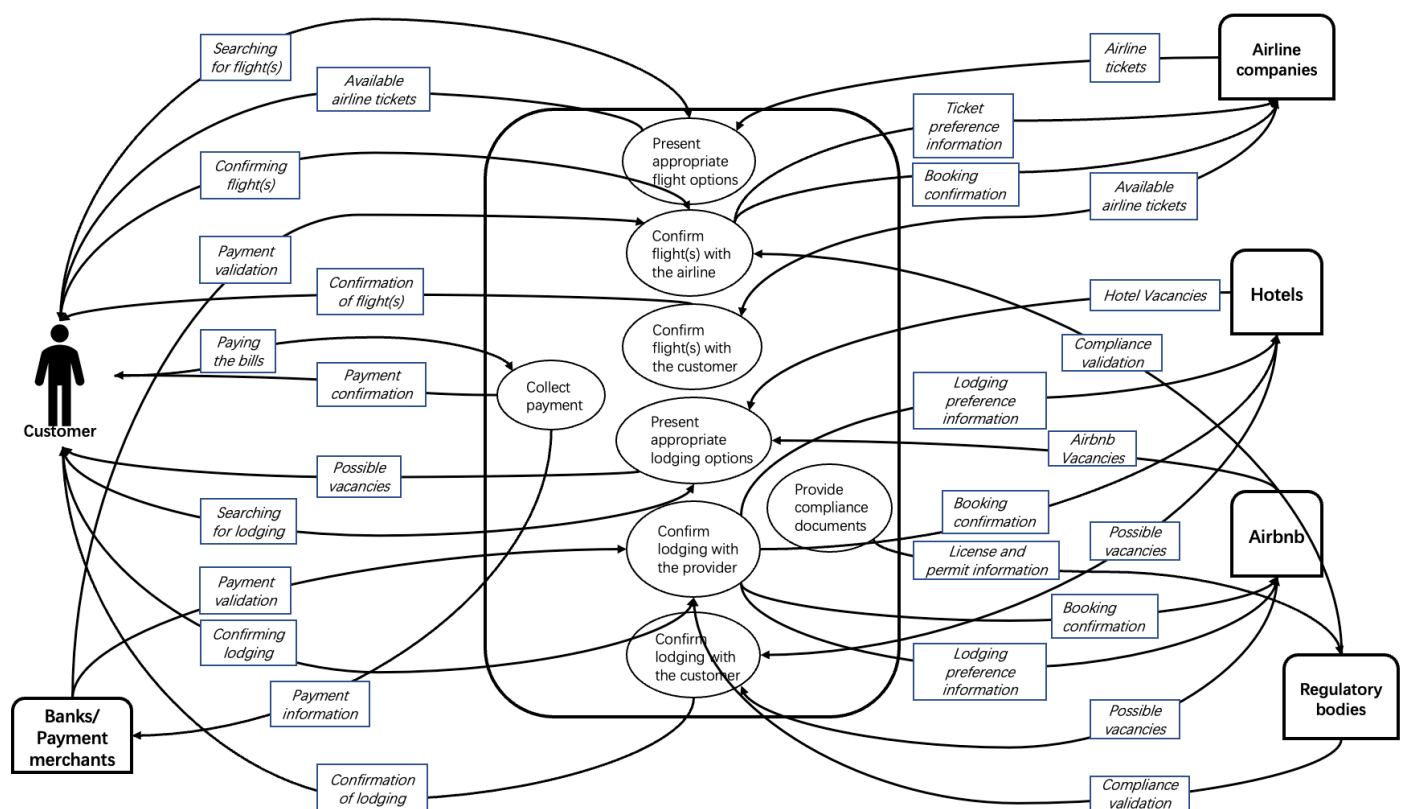 Searching
for flight(s)
Available
airline tickets
Confirming
flight(s)
Payment
validation
Confirmation
of flight(s)
Paying
the bills
Payment
confirmation
Customer
Possible
vacancies
Searching
for lodging
Payment
validation
Confirming
lodging
Payment
information
Banks/
Payment
merchants
Confirmation
of lodging
Present
appropriate
flight options
Confirm
flight(s) with
the airline
Confirm
flight(s) with
the customer
Collect
payment
Present
appropriate
lodging options
Provide
compliance
documents
Confirm
lodging with
the provider
Confirm
lodging with
the customer
Airline
tickets
Airline
companies
Ticket
preference
information
Booking
confirmation
Available
airline tickets
Hotel Vacancies
Hotels
Compliance
validation
Lodging
preference
information
Airbnb
Vacancies
Booking
confirmation
Possible
vacancies
Airbnb
License and
permit information
Booking
confirmation
Lodging
preference
information
Regulatory
bodies
Possible
vacancies
Compliance
validation